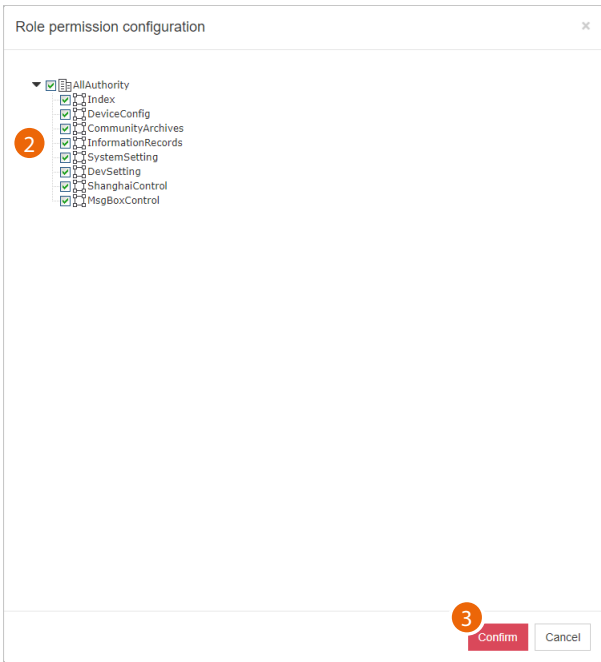 Role permission configuration ×
AllAuthority
Index
DeviceConfig
CommunityArchives
2 InformationRecords
SystemSetting
DevSetting
ShanghaiControl
MsgBoxControl
3
Confirm Cancel